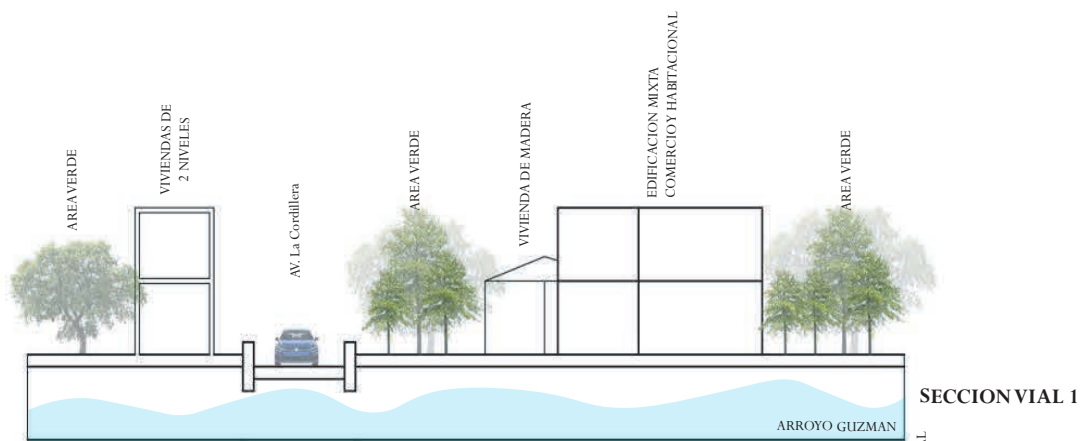 AREA VERDE
VIVIENDAS DE
2 NIVELES
AV. La Cordillera
AREA VERDE
VIVIENDA DE MADERA
EDIFICACION MIXTA
COMERCIO Y HABITACIONAL
AREA VERDE
SECCION VIAL 1
ARROYO GUZMAN